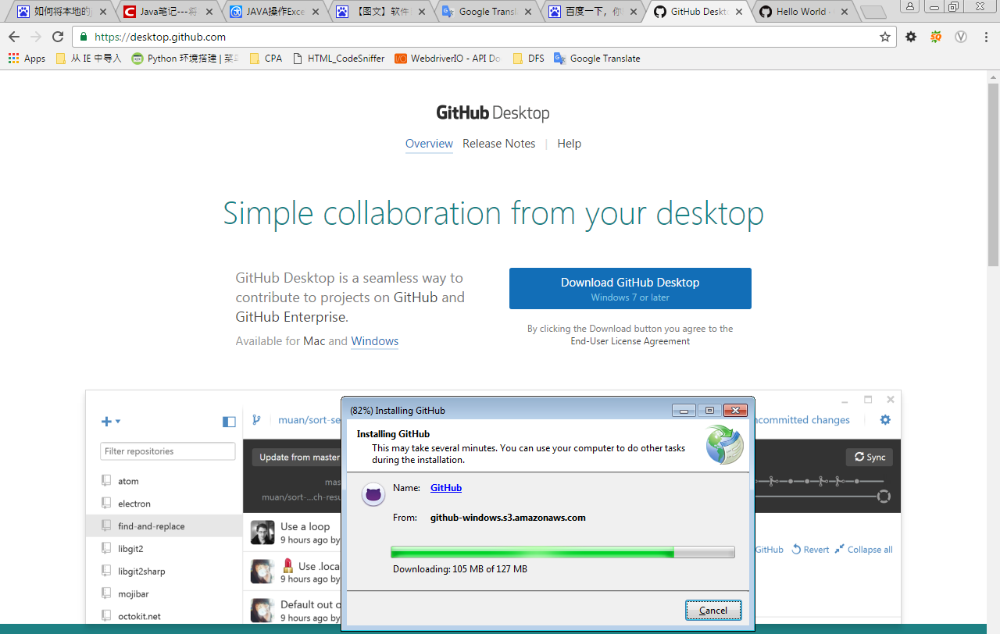 如何将本地的
Java笔记---将
JAVA操作Exce
【图文】软件
Google Transl
百度一下，你
GitHub Deskto
Hello World ·
https://desktop.github.com
Apps
从 IE 中导入
Python 环境搭建 | 菜
CPA
HTML_CodeSniffer
WebdriverIO - API Do
DFS
Google Translate
GitHub Desktop
Overview
Release Notes
|
Help
Simple collaboration from your desktop
GitHub Desktop is a seamless way to
contribute to projects on GitHub and
GitHub Enterprise.
Available for Mac and Windows
Download GitHub Desktop
Windows 7 or later
By clicking the Download button you agree to the
End-User License Agreement
muan/sort-se
ncommitted changes
Filter repositories
atom
electron
find-and-replace
libgit2
libgit2sharp
mojibar
octokit.net
Update from master
mas
muan/sort-...ch-resu
Sync
Use a loop
9 hours ago by
Use .loca
9 hours ago by
Default out o
9 hours ago by
GitHub
Revert
Collapse all
(82%) Installing GitHub
Installing GitHub
This may take several minutes. You can use your computer to do other tasks
during the installation.
Name: GitHub
From: github-windows.s3.amazonaws.com
Downloading: 105 MB of 127 MB
Cancel